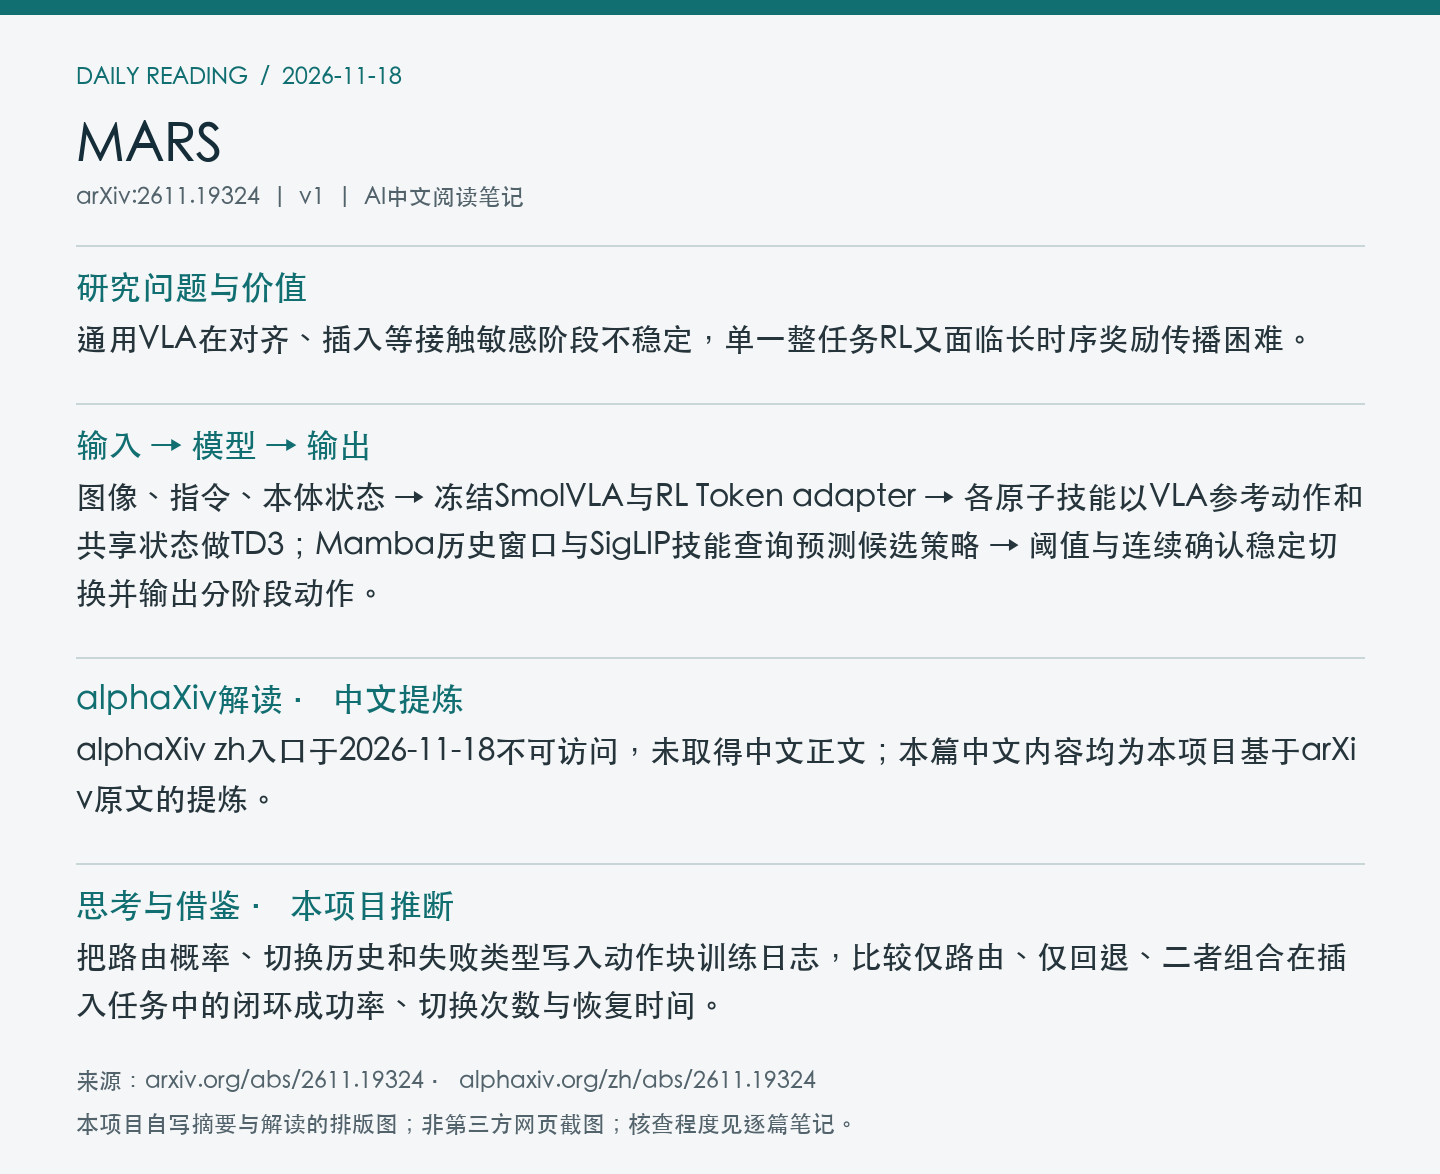 DAILY READING / 2026-11-18
MARS
arXiv:2611.19324 | v1 | AI中文阅读笔记
研究问题与价值
通用VLA在对齐、插入等接触敏感阶段不稳定，单一整任务RL又面临长时序奖励传播困难。
输入 → 模型 → 输出
图像、指令、本体状态 → 冻结SmolVLA与RL Token adapter → 各原子技能以VLA参考动作和
共享状态做TD3；Mamba历史窗口与SigLIP技能查询预测候选策略 → 阈值与连续确认稳定切
换并输出分阶段动作。
alphaXiv解读 · 中文提炼
alphaXiv zh入口于2026-11-18不可访问，未取得中文正文；本篇中文内容均为本项目基于arXi
v原文的提炼。
思考与借鉴 · 本项目推断
把路由概率、切换历史和失败类型写入动作块训练日志，比较仅路由、仅回退、二者组合在插
入任务中的闭环成功率、切换次数与恢复时间。
来源：arxiv.org/abs/2611.19324 · alphaxiv.org/zh/abs/2611.19324
本项目自写摘要与解读的排版图；非第三方网页截图；核查程度见逐篇笔记。